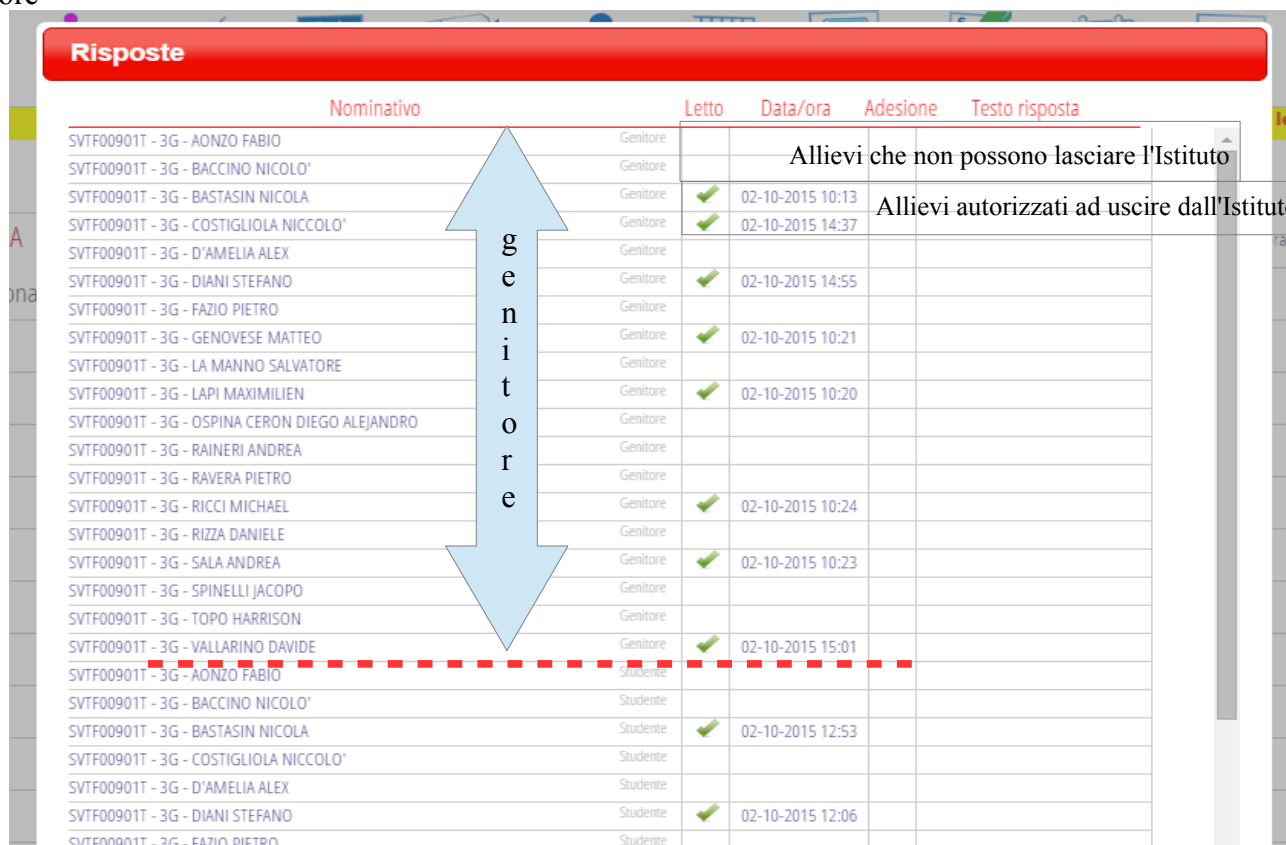 ore
Risposte
Nominativo Letto Data/ora Adesione Testo risposta
SVTF00901T - 3G - AONZO FABIO Genitore
Allievi che non possono lasciare l'Istituto
SVTF00901T - 3G - BACCINO NICOLO' Genitore
SVTF00901T - 3G - BASTASIN NICOLA Genitore 02-10-2015 10:13
Allievi autorizzati ad uscire dall'Istituto
SVTF00901T - 3G - COSTIGLIOLA NICCOLO' Genitore 02-10-2015 14:37
SVTF00901T - 3G - D'AMELIA ALEX Genitore
SVTF00901T - 3G - DIANI STEFANO Genitore 02-10-2015 14:55
SVTF00901T - 3G - FAZIO PIETRO Genitore
SVTF00901T - 3G - GENOVESE MATTEO Genitore 02-10-2015 10:21
SVTF00901T - 3G - LA MANNO SALVATORE Genitore
SVTF00901T - 3G - LAPI MAXIMILIEN Genitore 02-10-2015 10:20
SVTF00901T - 3G - OSPINA CERON DIEGO ALEJANDRO Genitore
SVTF00901T - 3G - RAINERI ANDREA Genitore
SVTF00901T - 3G - RAVERA PIETRO Genitore
SVTF00901T - 3G - RICCI MICHAEL Genitore 02-10-2015 10:24
SVTF00901T - 3G - RIZZA DANIELE Genitore
SVTF00901T - 3G - SALA ANDREA Genitore 02-10-2015 10:23
SVTF00901T - 3G - SPINELLI JACOPO Genitore
SVTF00901T - 3G - TOPO HARRISON Genitore
SVTF00901T - 3G - VALLARINO DAVIDE Genitore 02-10-2015 15:01
genitore
SVTF00901T - 3G - AONZO FABIO Studente
SVTF00901T - 3G - BACCINO NICOLO' Studente
SVTF00901T - 3G - BASTASIN NICOLA Studente 02-10-2015 12:53
SVTF00901T - 3G - COSTIGLIOLA NICCOLO' Studente
SVTF00901T - 3G - D'AMELIA ALEX Studente
SVTF00901T - 3G - DIANI STEFANO Studente 02-10-2015 12:06
SVTF00901T - 3G - FAZIO PIETRO Studente